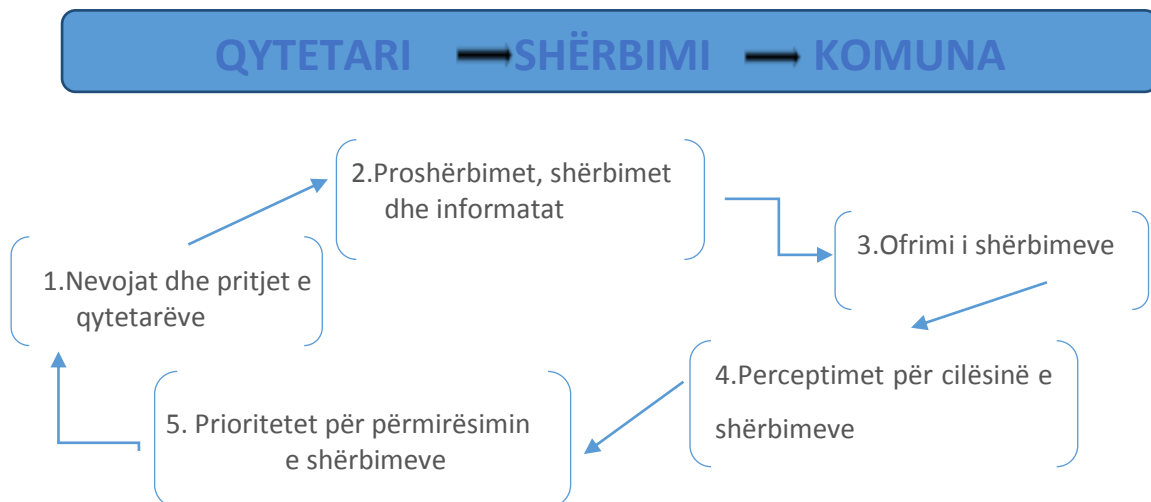 QYTETARI SHËRBIMI KOMUNA
2.Proshërbimet, shërbimet
dhe informatat
3.Ofrimi i shërbimeve
1.Nevojat dhe pritjet e
qytetarëve
4.Perceptimet për cilësinë e
shërbimeve
5. Prioritetet për përmirësimin
e shërbimeve